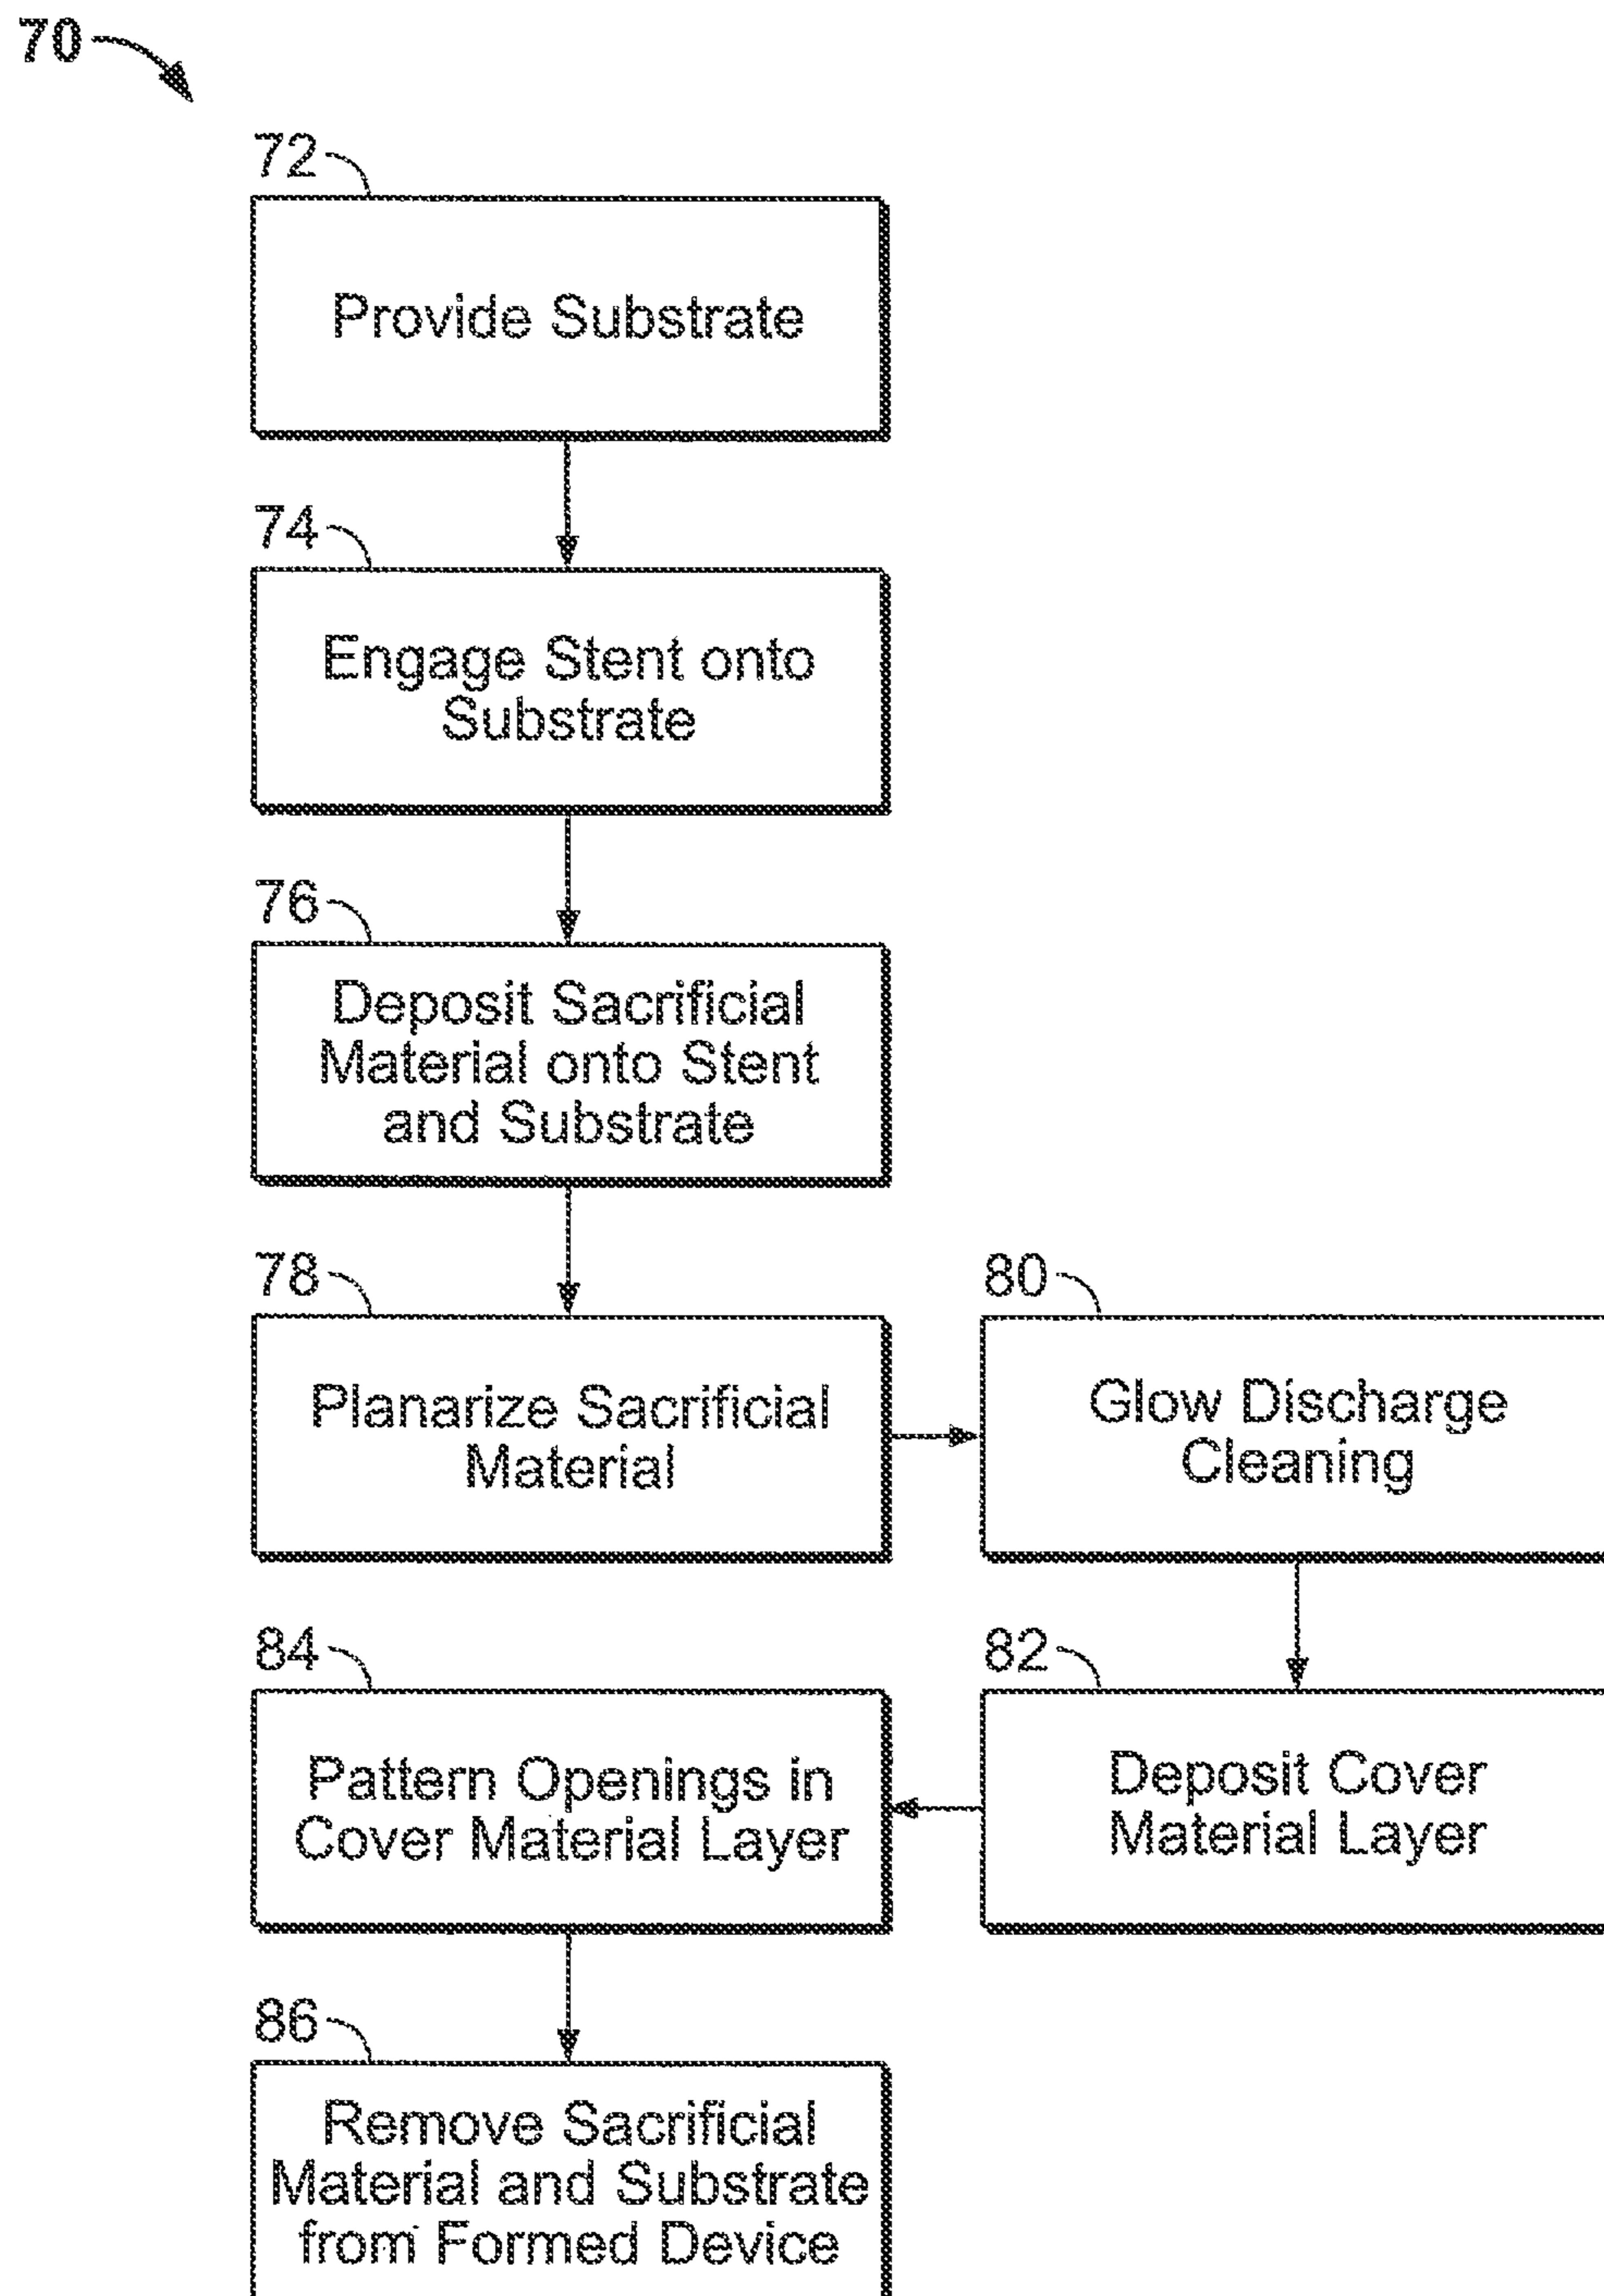 70
72
Provide Substrate
74
Engage Stent onto
Substrate
76
Deposit Sacrificial
Material onto Stent
and Substrate
78
Planarize Sacrificial
Material
80
Glow Discharge
Cleaning
82
Deposit Cover
Material Layer
84
Pattern Openings in
Cover Material Layer
86
Remove Sacrificial
Material and Substrate
from Formed Device